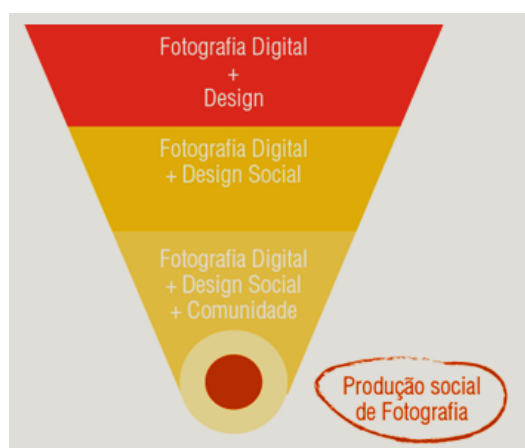 Fotografia Digital
+
Design
Fotografia Digital
+ Design Social
Fotografia Digital
+ Design Social
+ Comunidade
Produção social
de Fotografia